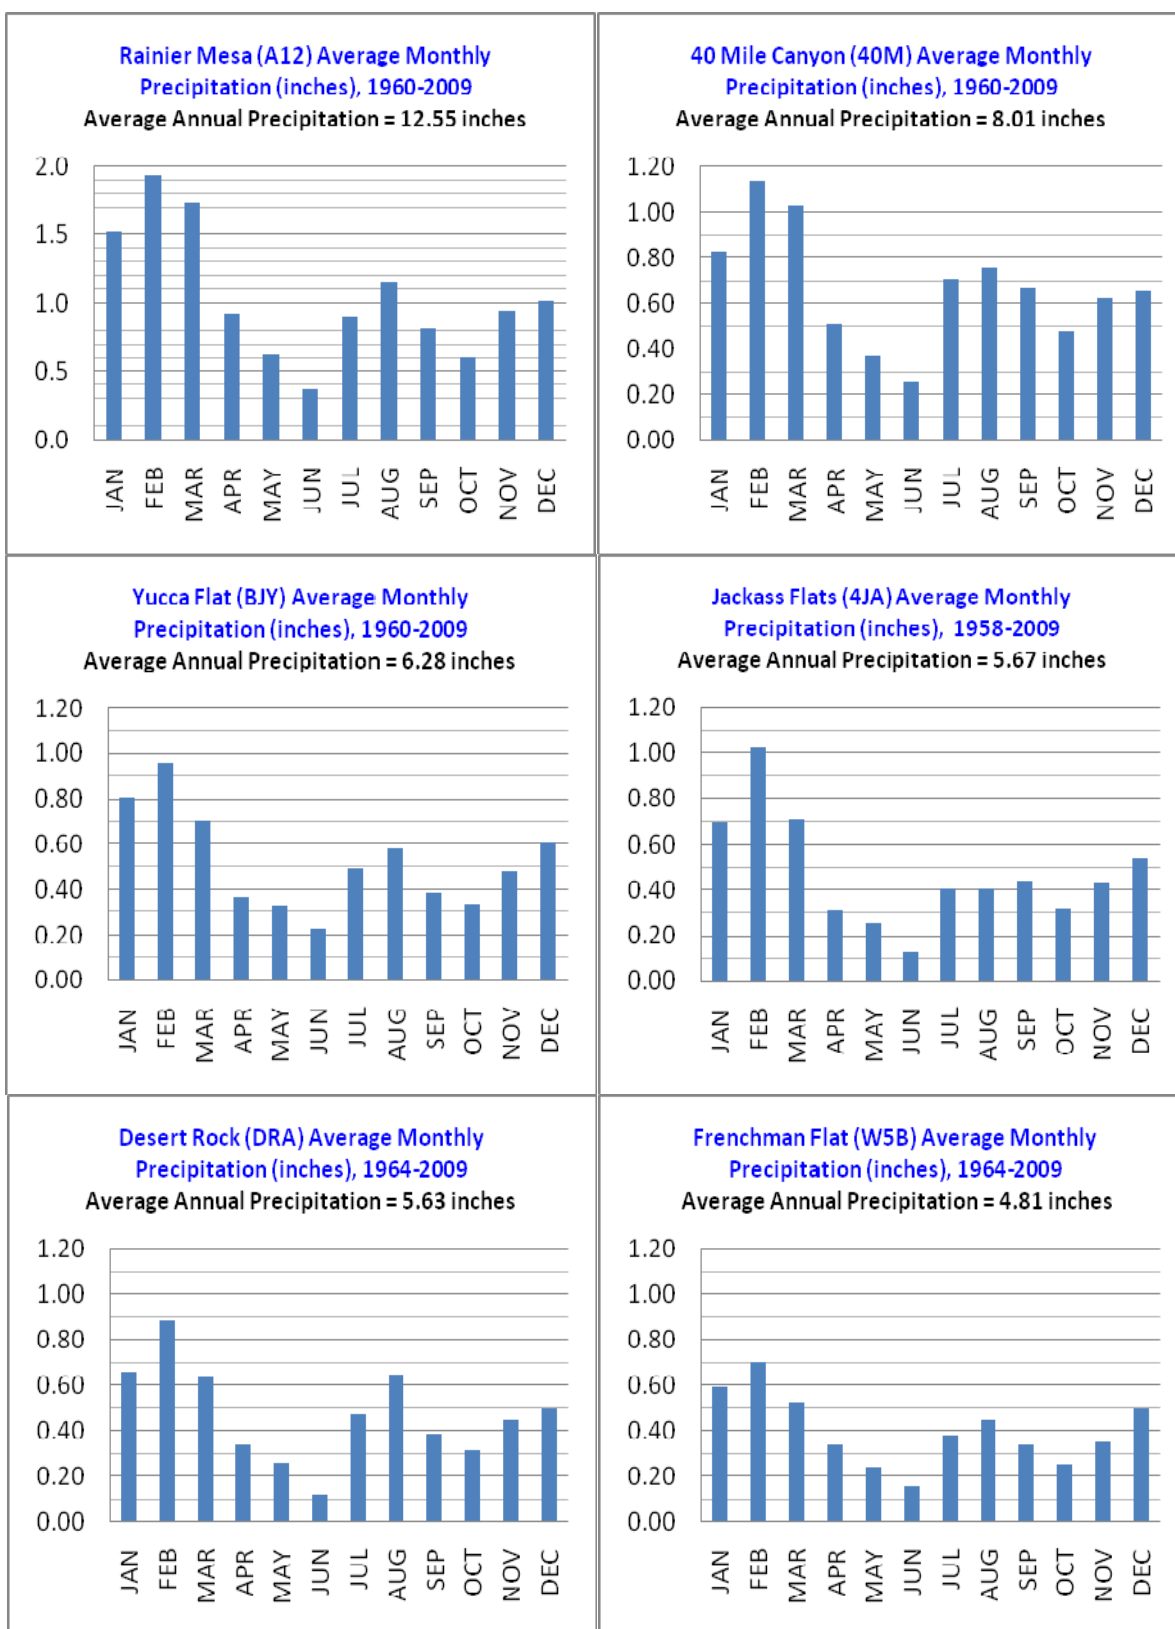 Rainier Mesa (A12) Average Monthly
Precipitation (inches), 1960-2009
Average Annual Precipitation = 12.55 inches
2.0
1.5
1.0
0.5
0.0
JAN FEB MAR APR MAY JUN JUL AUG SEP OCT NOV DEC
40 Mile Canyon (40M) Average Monthly
Precipitation (inches), 1960-2009
Average Annual Precipitation = 8.01 inches
1.20
1.00
0.80
0.60
0.40
0.20
0.00
JAN FEB MAR APR MAY JUN JUL AUG SEP OCT NOV DEC
Yucca Flat (BJY) Average Monthly
Precipitation (inches), 1960-2009
Average Annual Precipitation = 6.28 inches
1.20
1.00
0.80
0.60
0.40
0.20
0.00
JAN FEB MAR APR MAY JUN JUL AUG SEP OCT NOV DEC
Jackass Flats (4JA) Average Monthly
Precipitation (inches), 1958-2009
Average Annual Precipitation = 5.67 inches
1.20
1.00
0.80
0.60
0.40
0.20
0.00
JAN FEB MAR APR MAY JUN JUL AUG SEP OCT NOV DEC
Desert Rock (DRA) Average Monthly
Precipitation (inches), 1964-2009
Average Annual Precipitation = 5.63 inches
1.20
1.00
0.80
0.60
0.40
0.20
0.00
JAN FEB MAR APR MAY JUN JUL AUG SEP OCT NOV DEC
Frenchman Flat (W5B) Average Monthly
Precipitation (inches), 1964-2009
Average Annual Precipitation = 4.81 inches
1.20
1.00
0.80
0.60
0.40
0.20
0.00
JAN FEB MAR APR MAY JUN JUL AUG SEP OCT NOV DEC